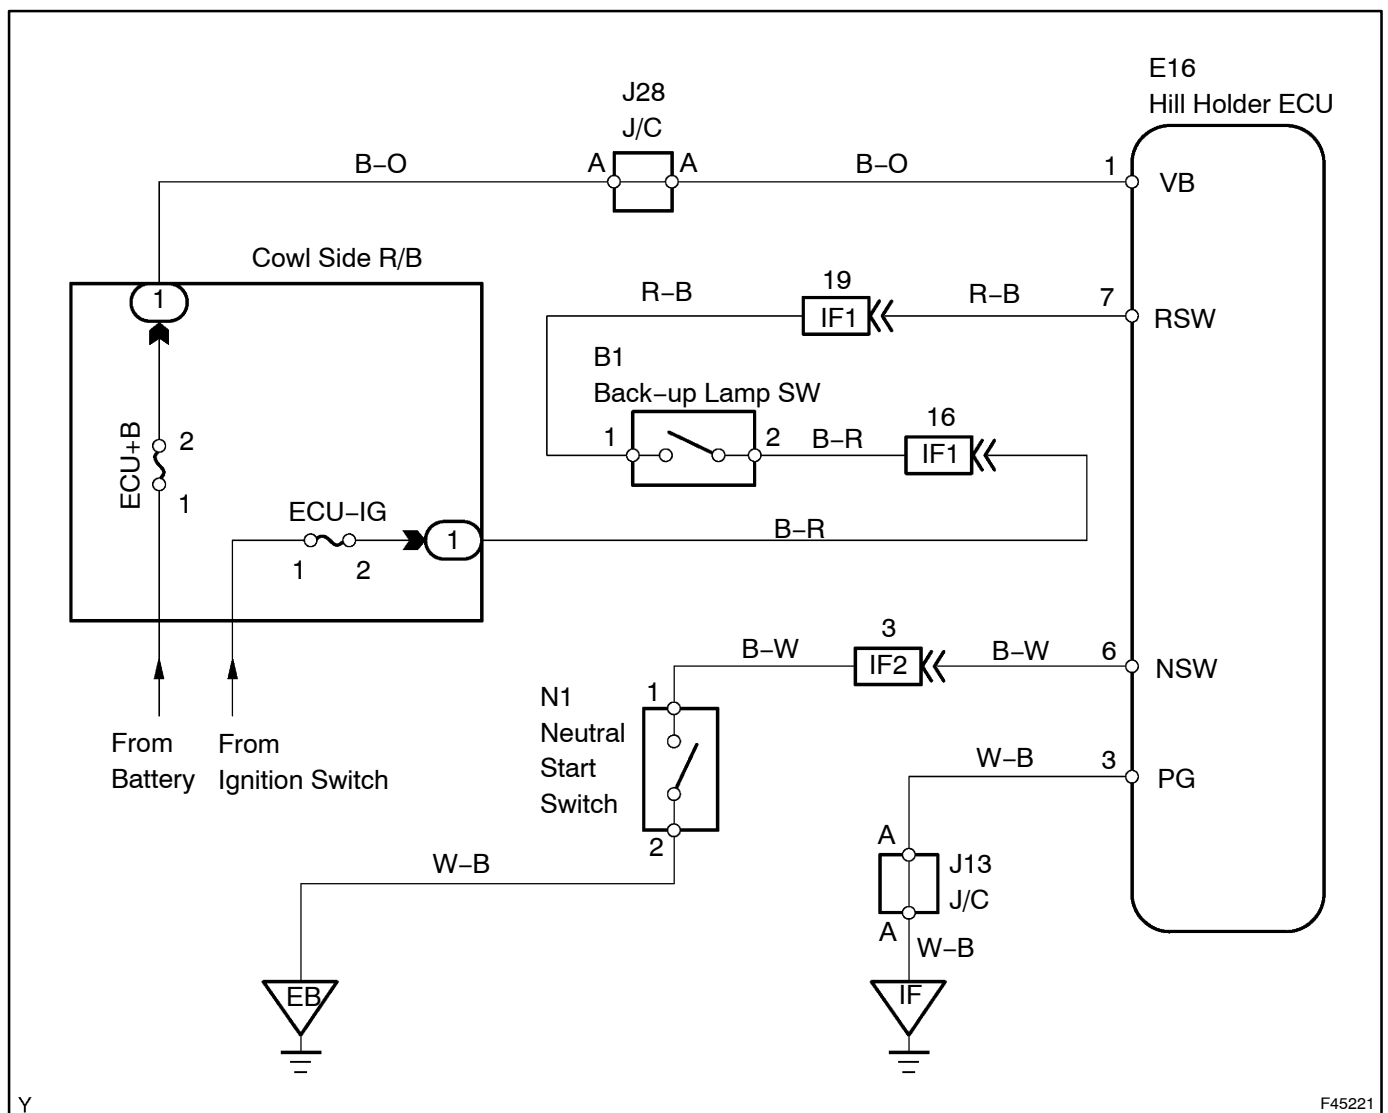 E16
Hill Holder ECU
J28
J/C
B–O
A
A
B–O
1
VB
Cowl Side R/B
1
R–B
19
IF1
R–B
7
RSW
B1
Back–up Lamp SW
1
2
B–R
16
IF1
ECU+B
2
1
ECU–IG
1
2
1
B–R
From
Battery
From
Ignition Switch
N1
Neutral
Start
Switch
1
2
B–W
3
IF2
B–W
6
NSW
W–B
3
PG
A
J13
J/C
A
W–B
W–B
EB
IF
Y
F45221